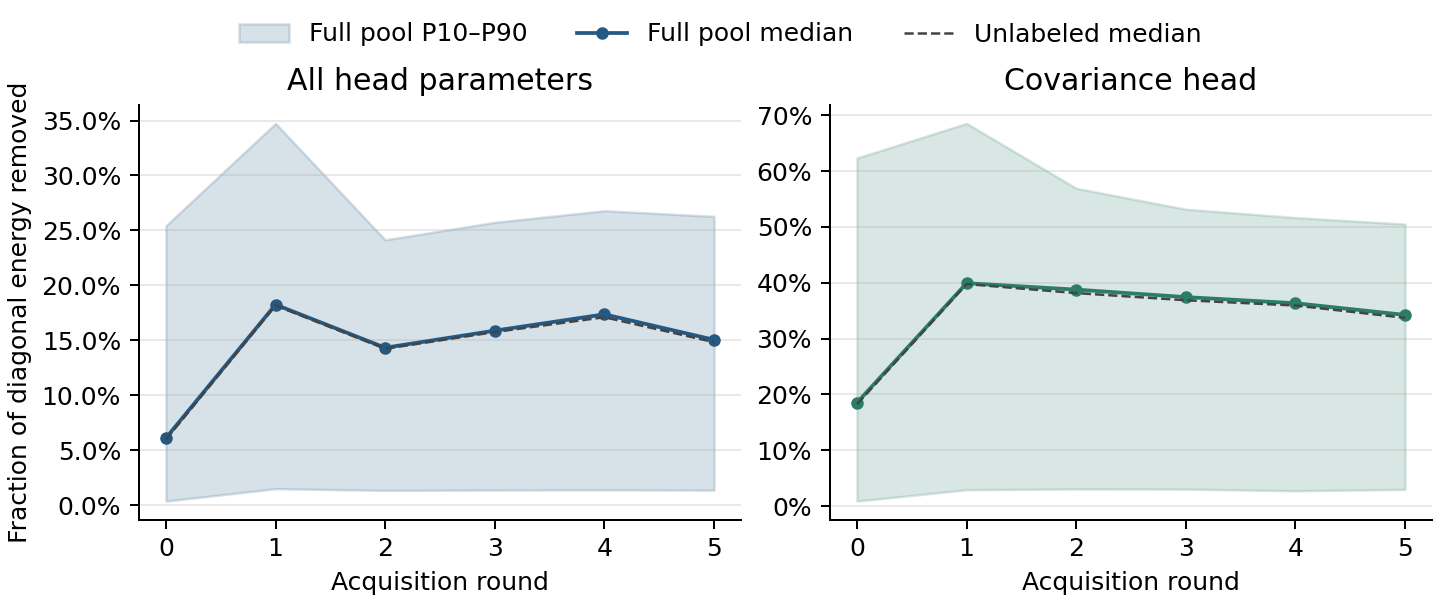 Full pool P10–P90
Full pool median
Unlabeled median
All head parameters
Fraction of diagonal energy removed
35.0%
30.0%
25.0%
20.0%
15.0%
10.0%
5.0%
0.0%
0 1 2 3 4 5
Acquisition round
Covariance head
70%
60%
50%
40%
30%
20%
10%
0%
0 1 2 3 4 5
Acquisition round